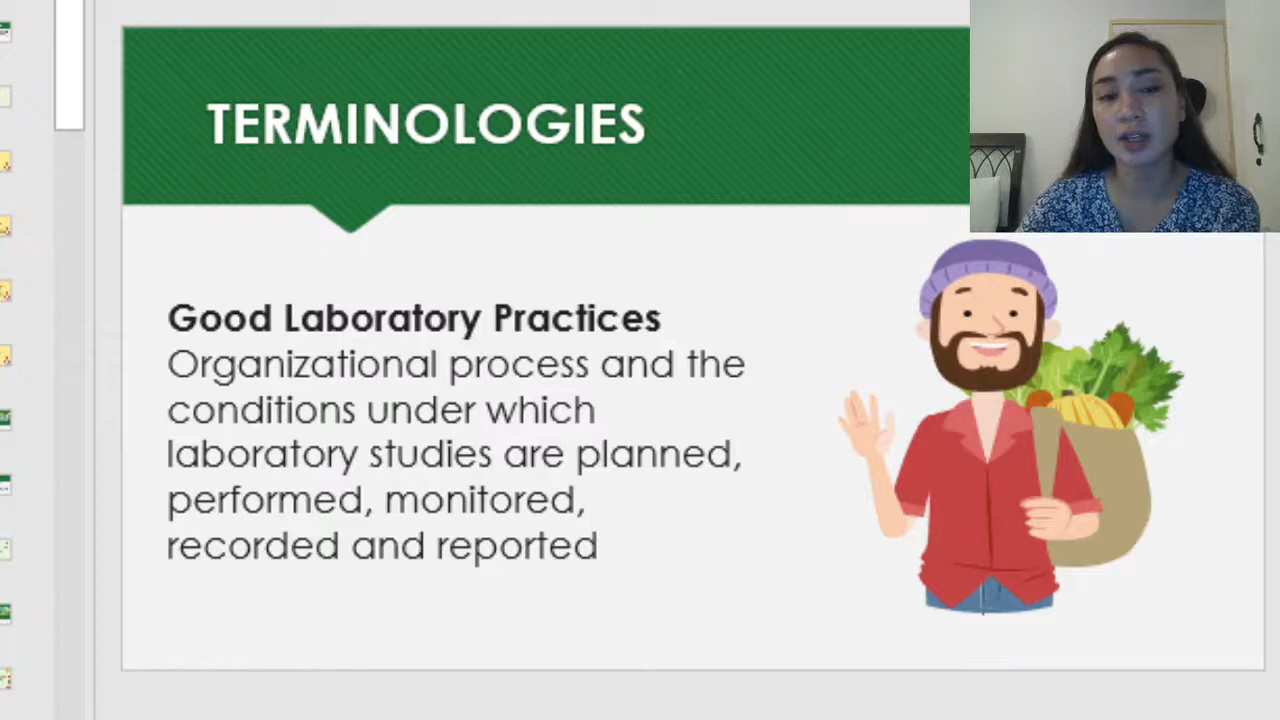 TERMINOLOGIES
Good Laboratory Practices
Organizational process and the
conditions under which
laboratory studies are planned,
performed, monitored,
recorded and reported